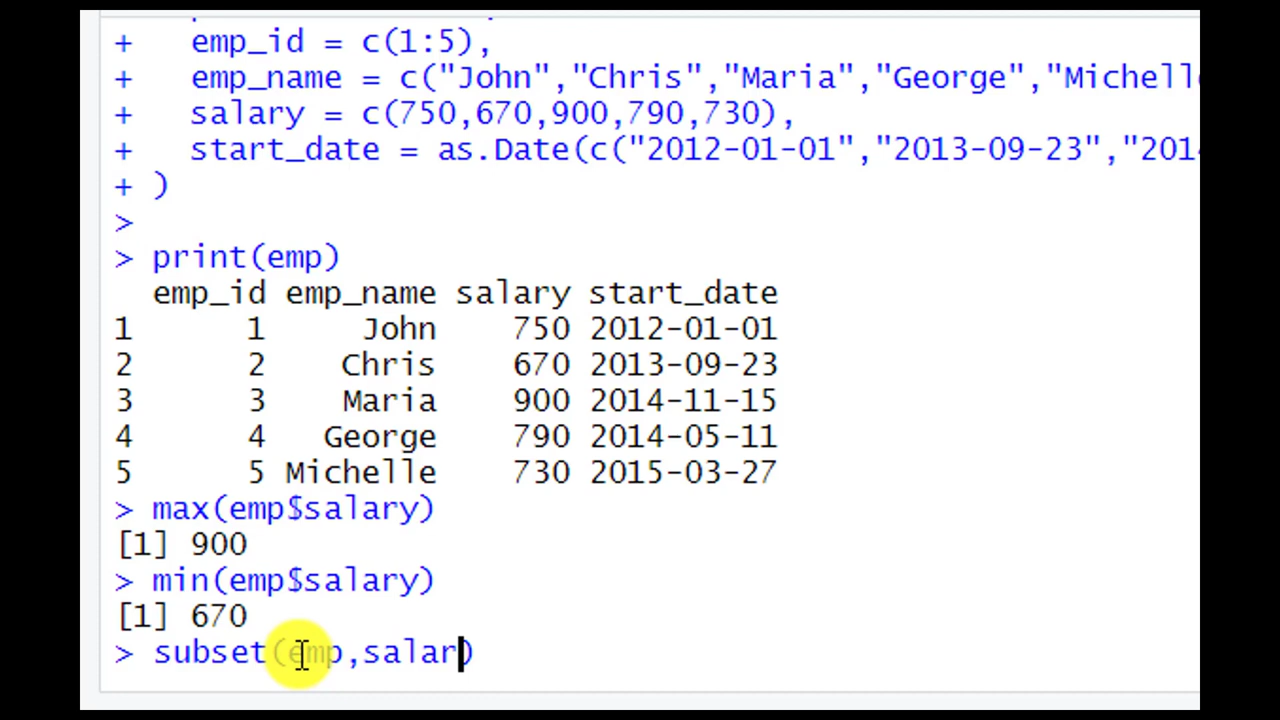 +   emp_id = c(1:5),
+   emp_name = c("John","Chris","Maria","George","Michell
+   salary = c(750,670,900,790,730),
+   start_date = as.Date(c("2012-01-01","2013-09-23","201
+ )
>
> print(emp)
  emp_id emp_name salary start_date
1      1     John    750 2012-01-01
2      2    Chris    670 2013-09-23
3      3    Maria    900 2014-11-15
4      4   George    790 2014-05-11
5      5 Michelle    730 2015-03-27
> max(emp$salary)
[1] 900
> min(emp$salary)
[1] 670
> subset(emp,salar)